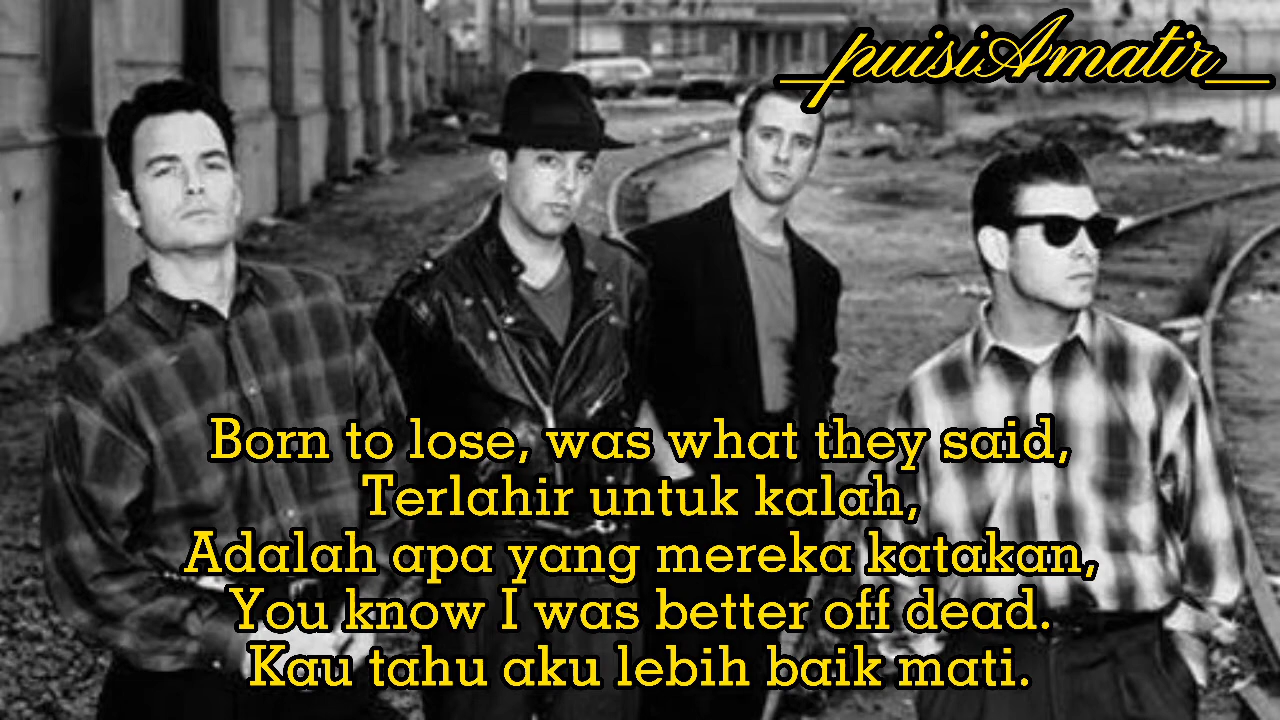 _puisiAmatir_
Born to lose, was what they said,
Terlahir untuk kalah,
Adalah apa yang mereka katakan,
You know I was better off dead.
Kau tahu aku lebih baik mati.